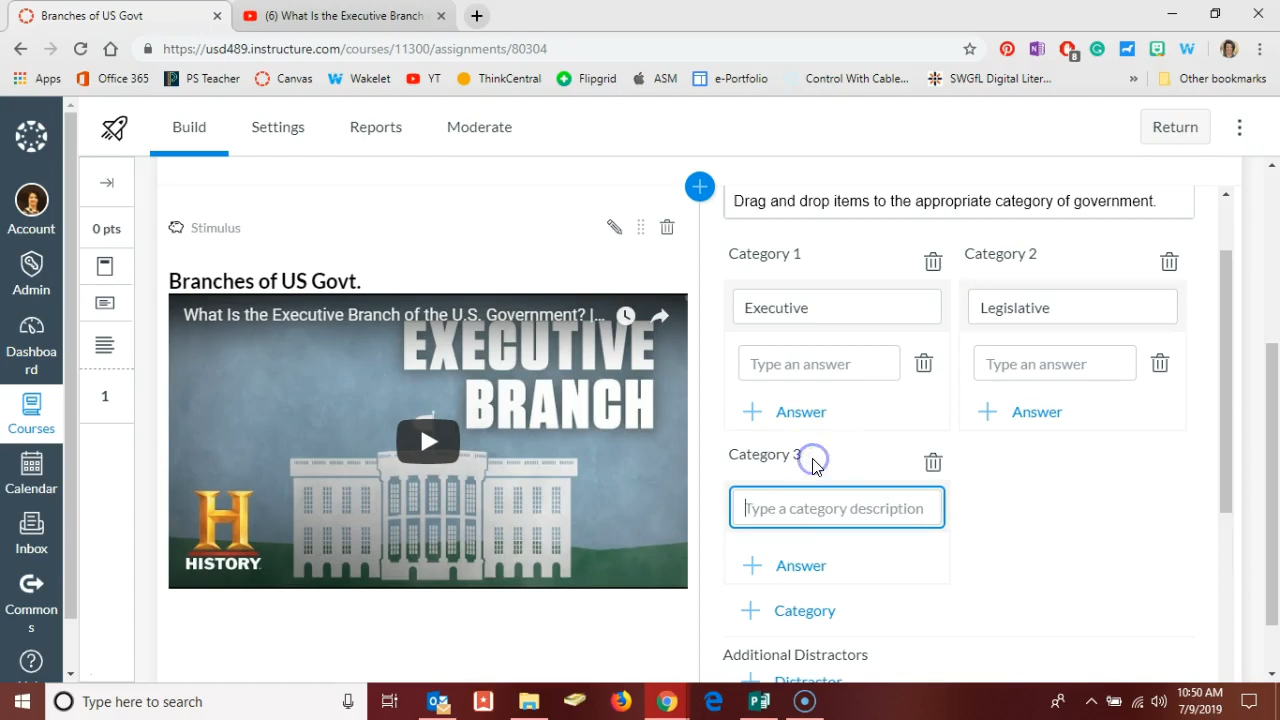 Branches of US Govt
(6) What Is the Executive Branch
https://usd489.instructure.com/courses/11300/assignments/80304
8
Apps
Office 365
PS Teacher
Canvas
Wakelet
YT
ThinkCentral
Flipgrid
ASM
E-Portfolio
Control With Cable...
SWGfL Digital Liter...
Other bookmarks
Build
Settings
Reports
Moderate
Return
Account
Admin
Dashboa
rd
Courses
Calendar
Inbox
Common
s
0 pts
1
Stimulus
Branches of US Govt.
What Is the Executive Branch of the U.S. Government? |...
EXECUTIVE
BRANCH
H
HISTORY
Drag and drop items to the appropriate category of government.
Category 1
Category 2
Executive
Legislative
Type an answer
Type an answer
Answer
Answer
Category 3
Type a category description
Answer
Category
Additional Distractors
Distractor
Type here to search
10:50 AM
7/9/2019